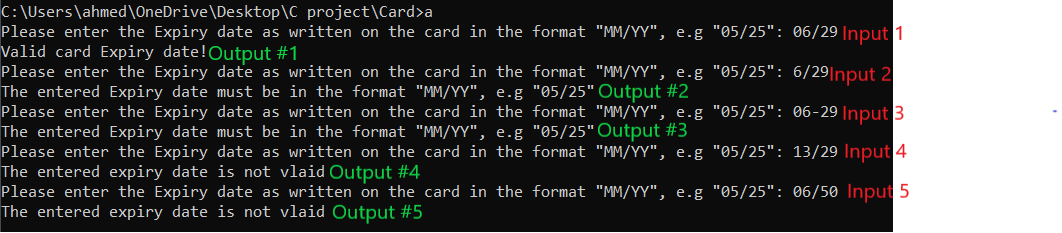 C:\Users\ahmed\OneDrive\Desktop\C project\Card>a
Please enter the Expiry date as written on the card in the format "MM/YY", e.g "05/25": 06/29 Input 1
Valid card Expiry date! Output #1
Please enter the Expiry date as written on the card in the format "MM/YY", e.g "05/25": 6/29 Input 2
The entered Expiry date must be in the format "MM/YY", e.g "05/25" Output #2
Please enter the Expiry date as written on the card in the format "MM/YY", e.g "05/25": 06-29 Input 3
The entered Expiry date must be in the format "MM/YY", e.g "05/25" Output #3
Please enter the Expiry date as written on the card in the format "MM/YY", e.g "05/25": 13/29 Input 4
The entered expiry date is not vlaid Output #4
Please enter the Expiry date as written on the card in the format "MM/YY", e.g "05/25": 06/50 Input 5
The entered expiry date is not vlaid Output #5